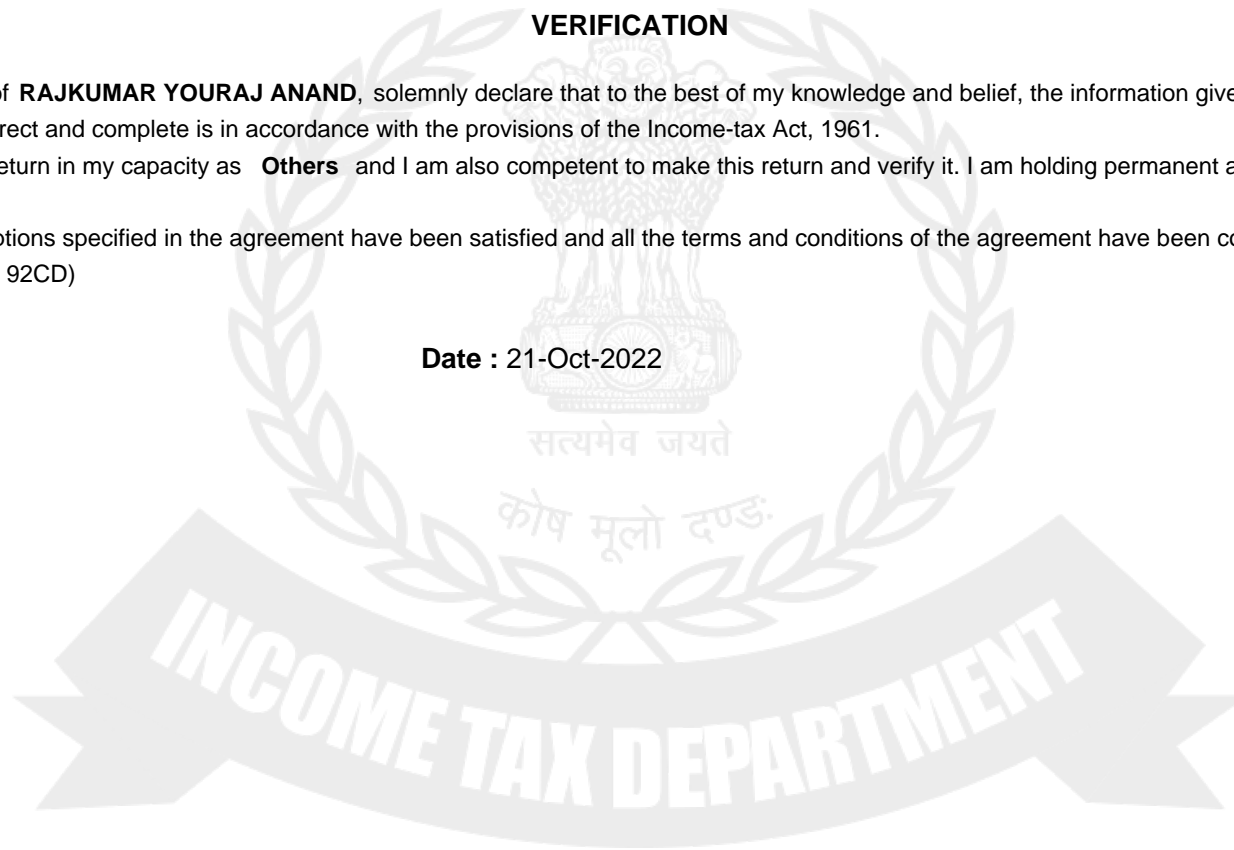 VERIFICATION
of RAJKUMAR YOURAJ ANAND, solemnly declare that to the best of my knowledge and belief, the information give
rrect and complete is in accordance with the provisions of the Income-tax Act, 1961.
eturn in my capacity as Others and I am also competent to make this return and verify it. I am holding permanent a
ptions specified in the agreement have been satisfied and all the terms and conditions of the agreement have been co
92CD)
Date : 21-Oct-2022
सत्यमेव जयते
कोष मूलो दण्डः
INCOME TAX DEPARTMENT